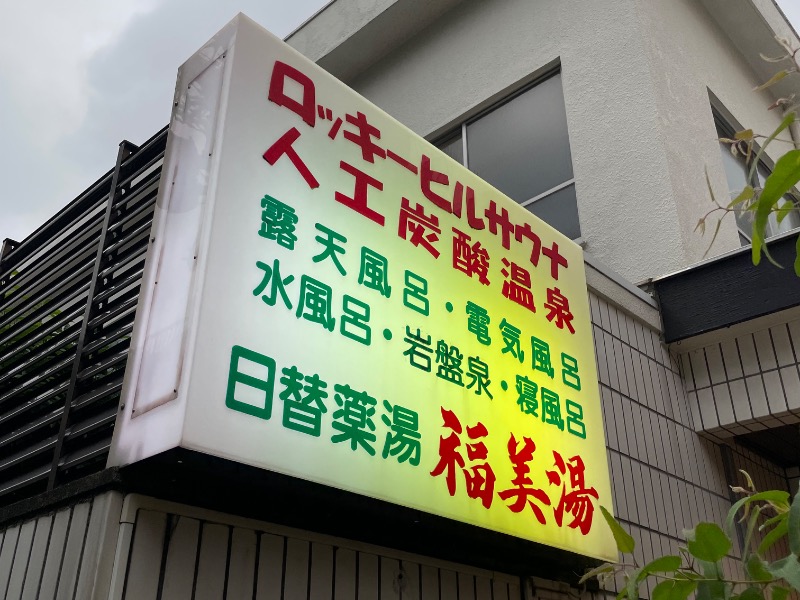 ロッキーヒルサウナ
人工炭酸温泉
露天風呂・電気風呂
水風呂・岩盤泉・寝風呂
日替薬湯 福美湯